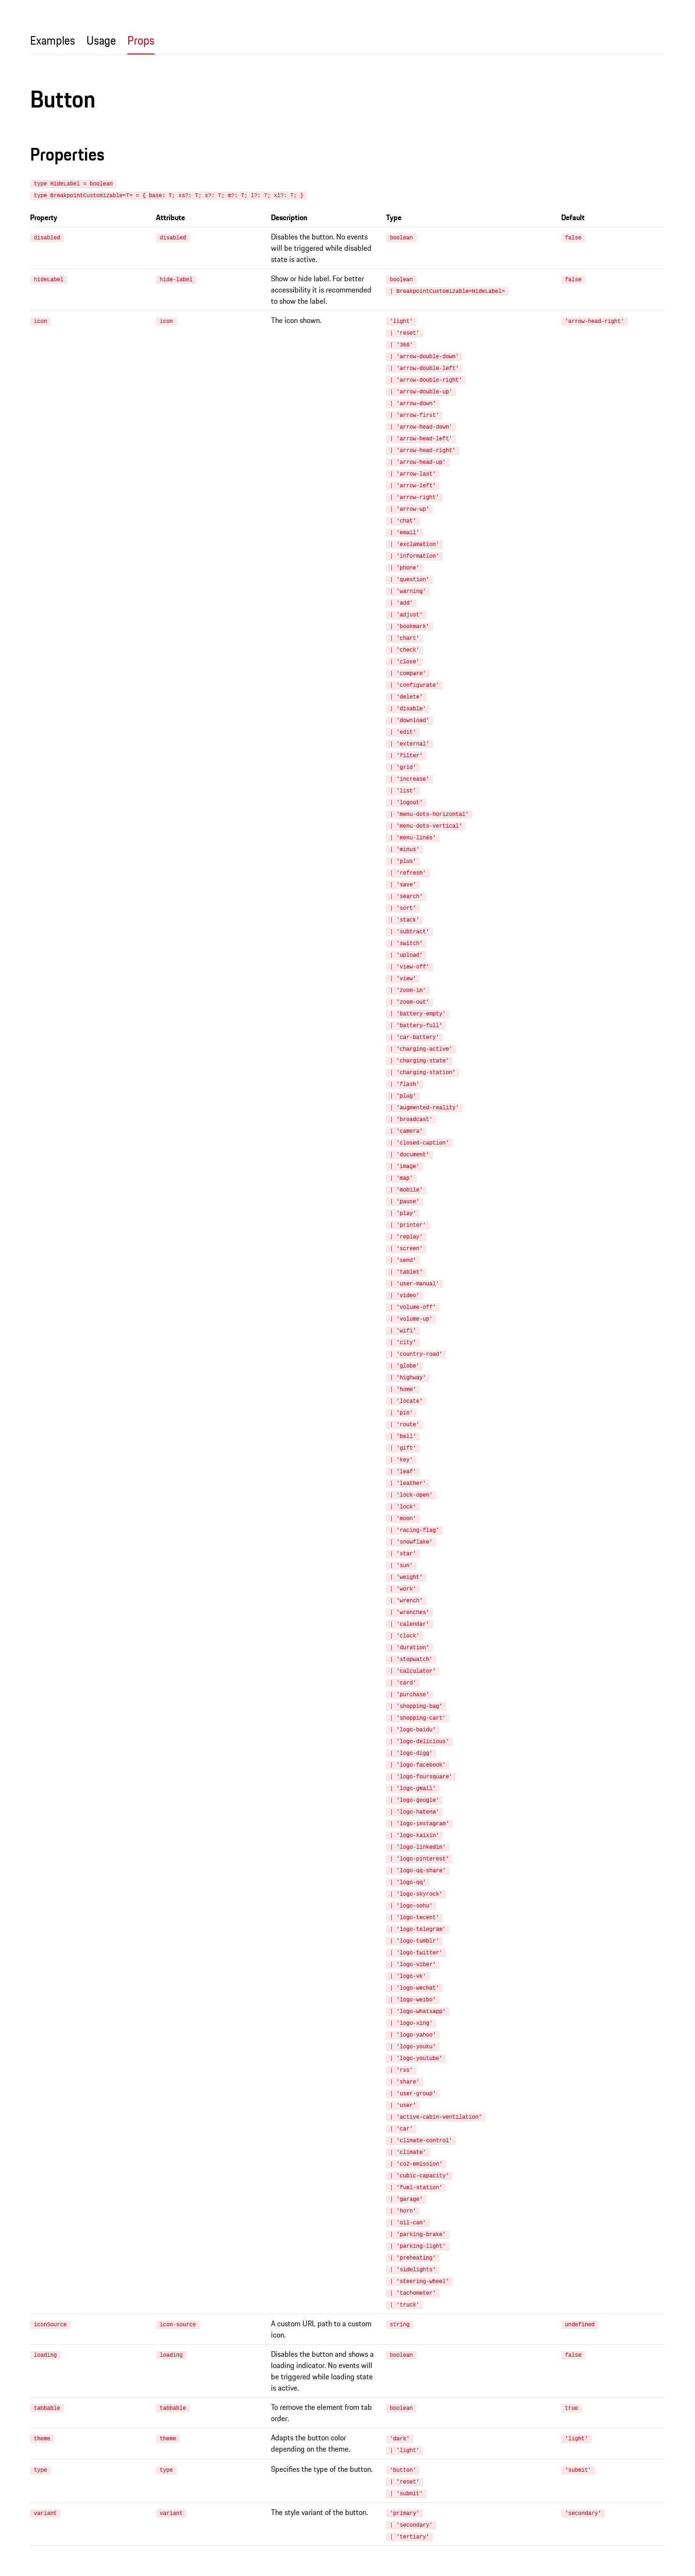 Examples Usage Props
Button
Properties
type HideLabel = boolean
type BreakpointCustomizable<T> = { base: T; xs?: T; s?: T; m?: T; l?: T; xl?: T; }
Property Attribute Description Type Default
disabled disabled Disables the button. No events boolean false
will be triggered while disabled
state is active.
hideLabel hide-label Show or hide label. For better boolean false
accessibility it is recommended | BreakpointCustomizable<HideLabel>
to show the label.
icon icon The icon shown. 'light' 'arrow-head-right'
| 'reset'
| '360'
| 'arrow-double-down'
| 'arrow-double-left'
| 'arrow-double-right'
| 'arrow-double-up'
| 'arrow-down'
| 'arrow-first'
| 'arrow-head-down'
| 'arrow-head-left'
| 'arrow-head-right'
| 'arrow-head-up'
| 'arrow-last'
| 'arrow-left'
| 'arrow-right'
| 'arrow-up'
| 'chat'
| 'email'
| 'exclamation'
| 'information'
| 'phone'
| 'question'
| 'warning'
| 'add'
| 'adjust'
| 'bookmark'
| 'chart'
| 'check'
| 'close'
| 'compare'
| 'configurate'
| 'delete'
| 'disable'
| 'download'
| 'edit'
| 'external'
| 'filter'
| 'grid'
| 'increase'
| 'list'
| 'logout'
| 'menu-dots-horizontal'
| 'menu-dots-vertical'
| 'menu-lines'
| 'minus'
| 'plus'
| 'refresh'
| 'save'
| 'search'
| 'sort'
| 'stack'
| 'subtract'
| 'switch'
| 'upload'
| 'view-off'
| 'view'
| 'zoom-in'
| 'zoom-out'
| 'battery-empty'
| 'battery-full'
| 'car-battery'
| 'charging-active'
| 'charging-state'
| 'charging-station'
| 'flash'
| 'plug'
| 'augmented-reality'
| 'broadcast'
| 'camera'
| 'closed-caption'
| 'document'
| 'image'
| 'map'
| 'mobile'
| 'pause'
| 'play'
| 'printer'
| 'replay'
| 'screen'
| 'send'
| 'tablet'
| 'user-manual'
| 'video'
| 'volume-off'
| 'volume-up'
| 'wifi'
| 'city'
| 'country-road'
| 'globe'
| 'highway'
| 'home'
| 'locate'
| 'pin'
| 'route'
| 'bell'
| 'gift'
| 'key'
| 'leaf'
| 'leather'
| 'lock-open'
| 'lock'
| 'moon'
| 'racing-flag'
| 'snowflake'
| 'star'
| 'sun'
| 'weight'
| 'work'
| 'wrench'
| 'wrenches'
| 'calendar'
| 'clock'
| 'duration'
| 'stopwatch'
| 'calculator'
| 'card'
| 'purchase'
| 'shopping-bag'
| 'shopping-cart'
| 'logo-baidu'
| 'logo-delicious'
| 'logo-digg'
| 'logo-facebook'
| 'logo-foursquare'
| 'logo-gmail'
| 'logo-google'
| 'logo-hatena'
| 'logo-instagram'
| 'logo-kaixin'
| 'logo-linkedin'
| 'logo-pinterest'
| 'logo-qq-share'
| 'logo-qq'
| 'logo-skyrock'
| 'logo-sohu'
| 'logo-tecent'
| 'logo-telegram'
| 'logo-tumblr'
| 'logo-twitter'
| 'logo-viber'
| 'logo-vk'
| 'logo-wechat'
| 'logo-weibo'
| 'logo-whatsapp'
| 'logo-xing'
| 'logo-yahoo'
| 'logo-youku'
| 'logo-youtube'
| 'rss'
| 'share'
| 'user-group'
| 'user'
| 'active-cabin-ventilation'
| 'car'
| 'climate-control'
| 'climate'
| 'co2-emission'
| 'cubic-capacity'
| 'fuel-station'
| 'garage'
| 'horn'
| 'oil-can'
| 'parking-brake'
| 'parking-light'
| 'preheating'
| 'sidelights'
| 'steering-wheel'
| 'tachometer'
| 'truck'
iconSource icon-source A custom URL path to a custom string undefined
icon.
loading loading Disables the button and shows a boolean false
loading indicator. No events will
be triggered while loading state
is active.
tabbable tabbable To remove the element from tab boolean true
order.
theme theme Adapts the button color 'dark' 'light'
depending on the theme. | 'light'
type type Specifies the type of the button. 'button' 'submit'
| 'reset'
| 'submit'
variant variant The style variant of the button. 'primary' 'secondary'
| 'secondary'
| 'tertiary'